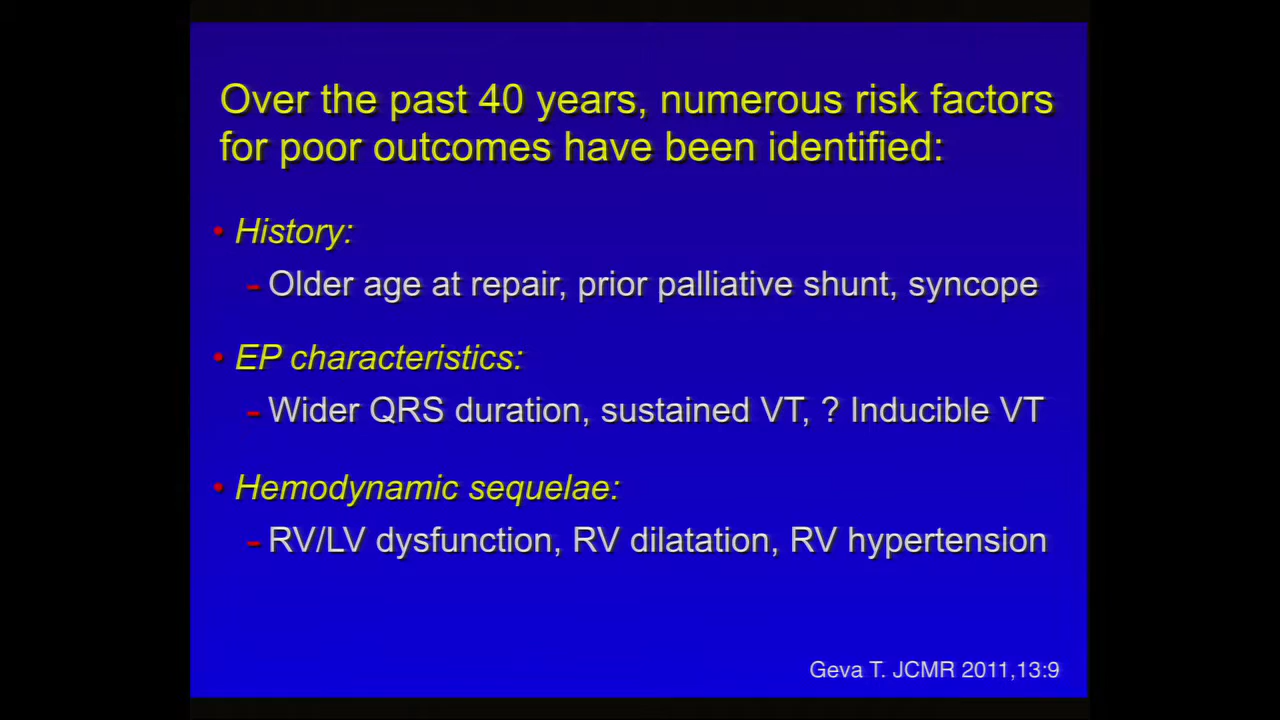 Over the past 40 years, numerous risk factors
for poor outcomes have been identified:
• History:
- Older age at repair, prior palliative shunt, syncope
• EP characteristics:
- Wider QRS duration, sustained VT, ? Inducible VT
• Hemodynamic sequelae:
- RV/LV dysfunction, RV dilatation, RV hypertension
Geva T. JCMR 2011,13:9